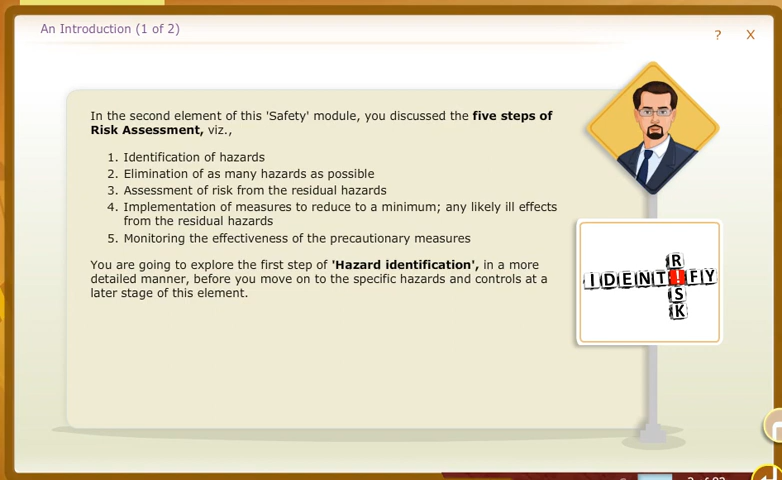 An Introduction (1 of 2)
? X
In the second element of this 'Safety' module, you discussed the five steps of
Risk Assessment, viz.,
1. Identification of hazards
2. Elimination of as many hazards as possible
3. Assessment of risk from the residual hazards
4. Implementation of measures to reduce to a minimum; any likely ill effects
from the residual hazards
5. Monitoring the effectiveness of the precautionary measures
You are going to explore the first step of 'Hazard identification', in a more
detailed manner, before you move on to the specific hazards and controls at a
later stage of this element.
IDENTIFY
RISK